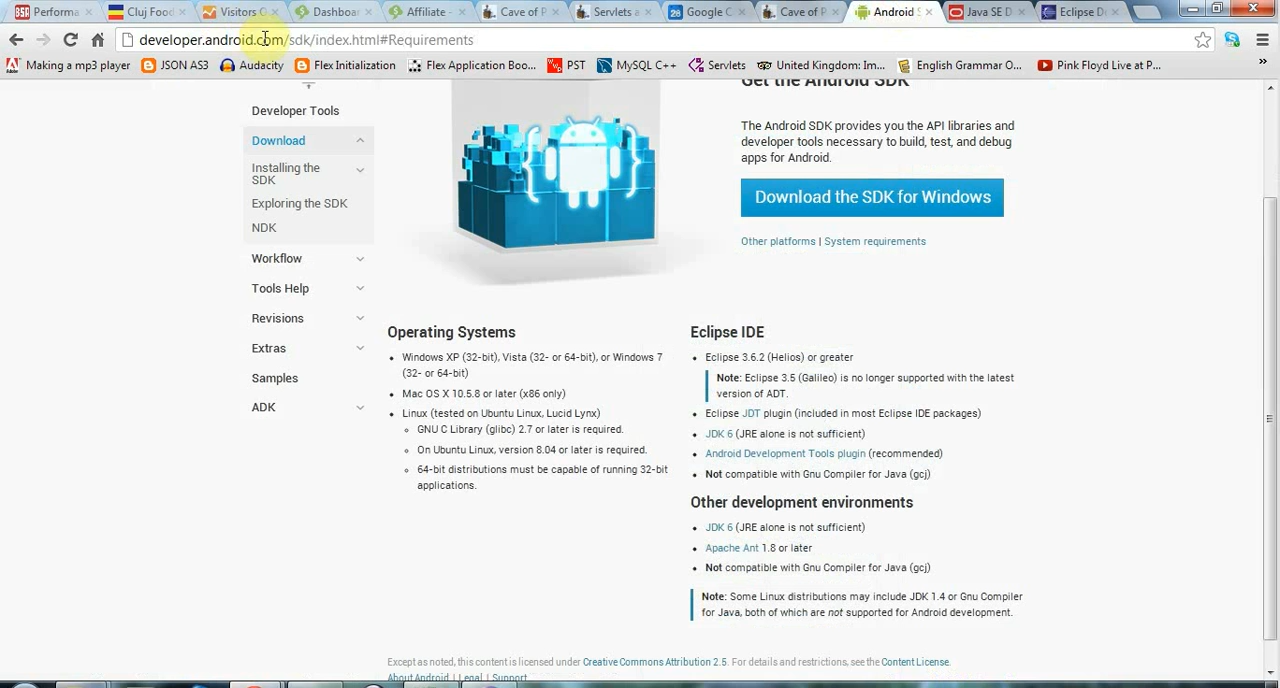 Performa
Cluj Food
Visitors O
Dashboar
Affiliate -
Cave of P
Servlets a
Google C
Cave of P
Android S
Java SE D
Eclipse Do
developer.android.com/sdk/index.html#Requirements
Making a mp3 player
JSON AS3
Audacity
Flex Initialization
Flex Application Boo...
PST
MySQL C++
Servlets
United Kingdom: Im...
English Grammar O...
Pink Floyd Live at P...
»
Developer Tools
Download
Installing the
SDK
Exploring the SDK
NDK
Workflow
Tools Help
Revisions
Extras
Samples
ADK
Get the Android SDK
The Android SDK provides you the API libraries and
developer tools necessary to build, test, and debug
apps for Android.
Download the SDK for Windows
Other platforms | System requirements
Operating Systems
Windows XP (32-bit), Vista (32- or 64-bit), or Windows 7
(32- or 64-bit)
Mac OS X 10.5.8 or later (x86 only)
Linux (tested on Ubuntu Linux, Lucid Lynx)
GNU C Library (glibc) 2.7 or later is required.
On Ubuntu Linux, version 8.04 or later is required.
64-bit distributions must be capable of running 32-bit
applications.
Eclipse IDE
Eclipse 3.6.2 (Helios) or greater
Note: Eclipse 3.5 (Galileo) is no longer supported with the latest
version of ADT.
Eclipse JDT plugin (included in most Eclipse IDE packages)
JDK 6 (JRE alone is not sufficient)
Android Development Tools plugin (recommended)
Not compatible with Gnu Compiler for Java (gcj)
Other development environments
JDK 6 (JRE alone is not sufficient)
Apache Ant 1.8 or later
Not compatible with Gnu Compiler for Java (gcj)
Note: Some Linux distributions may include JDK 1.4 or Gnu Compiler
for Java, both of which are not supported for Android development.
Except as noted, this content is licensed under Creative Commons Attribution 2.5. For details and restrictions, see the Content License.
About Android | Legal | Support